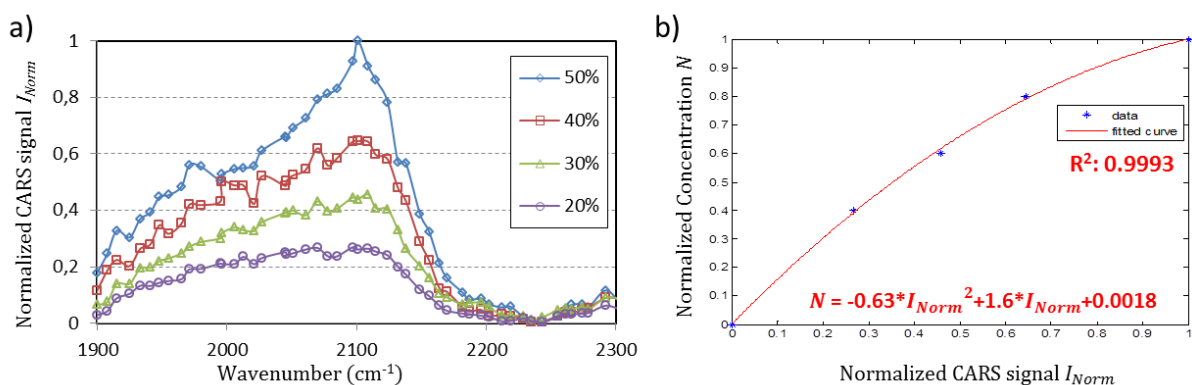 a)
Normalized CARS signal I_Norm
1
0,8
0,6
0,4
0,2
0
1900 2000 2100 2200 2300
Wavenumber (cm⁻¹)
50%
40%
30%
20%
b)
Normalized Concentration N
1
0.9
0.8
0.7
0.6
0.5
0.4
0.3
0.2
0.1
0
0 0.1 0.2 0.3 0.4 0.5 0.6 0.7 0.8 0.9 1
data
fitted curve
R²: 0.9993
N = -0.63*I_Norm²+1.6*I_Norm+0.0018
Normalized CARS signal I_Norm